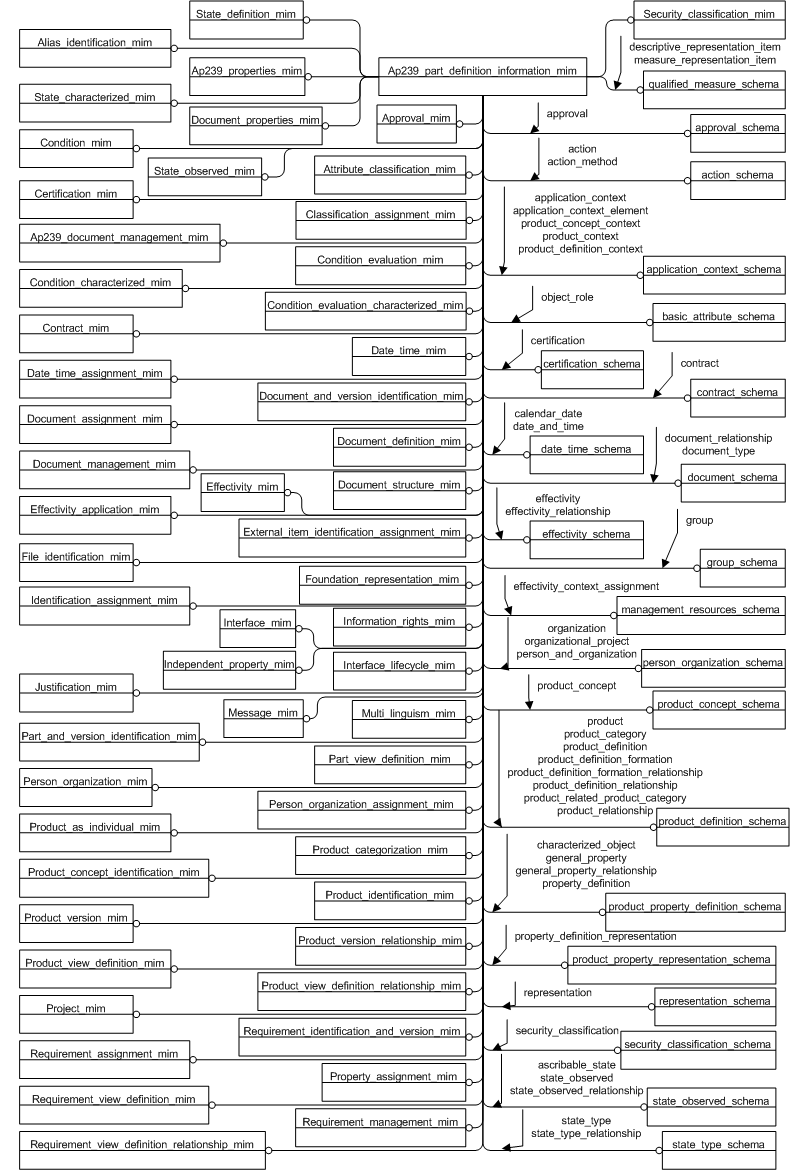 State_definition_mim
Security_classification_mim
Alias_identification_mim
descriptive_representation_item
measure_representation_item
Ap239_properties_mim
Ap239_part_definition_information_mim
qualified_measure_schema
State_characterized_mim
Document_properties_mim
Approval_mim
approval
approval_schema
Condition_mim
action
action_method
State_observed_mim
Attribute_classification_mim
action_schema
Certification_mim
application_context
application_context_element
product_concept_context
product_context
product_definition_context
Classification_assignment_mim
Ap239_document_management_mim
Condition_evaluation_mim
application_context_schema
Condition_characterized_mim
object_role
Condition_evaluation_characterized_mim
basic_attribute_schema
Contract_mim
certification
Date_time_mim
certification_schema
contract
Date_time_assignment_mim
Document_and_version_identification_mim
contract_schema
Document_assignment_mim
calendar_date
date_and_time
Document_definition_mim
date_time_schema
document_relationship
document_type
Document_management_mim
document_schema
Effectivity_mim
Document_structure_mim
effectivity
effectivity_relationship
Effectivity_application_mim
External_item_identification_assignment_mim
effectivity_schema
group
File_identification_mim
group_schema
Foundation_representation_mim
effectivity_context_assignment
Identification_assignment_mim
management_resources_schema
Interface_mim
Information_rights_mim
organization
organizational_project
person_and_organization
Independent_property_mim
Interface_lifecycle_mim
person_organization_schema
Justification_mim
product_concept
product_concept_schema
Message_mim
Multi_linguism_mim
product
product_category
product_definition
product_definition_formation
product_definition_formation_relationship
product_definition_relationship
product_related_product_category
product_relationship
Part_and_version_identification_mim
Part_view_definition_mim
Person_organization_mim
Person_organization_assignment_mim
Product_as_individual_mim
product_definition_schema
Product_categorization_mim
characterized_object
general_property
general_property_relationship
property_definition
Product_concept_identification_mim
Product_identification_mim
product_property_definition_schema
Product_version_mim
Product_version_relationship_mim
property_definition_representation
Product_view_definition_mim
product_property_representation_schema
Product_view_definition_relationship_mim
representation
representation_schema
Project_mim
Requirement_identification_and_version_mim
security_classification
security_classification_schema
Requirement_assignment_mim
Property_assignment_mim
ascribable_state
state_observed
state_observed_relationship
Requirement_view_definition_mim
state_observed_schema
Requirement_management_mim
state_type
state_type_relationship
Requirement_view_definition_relationship_mim
state_type_schema